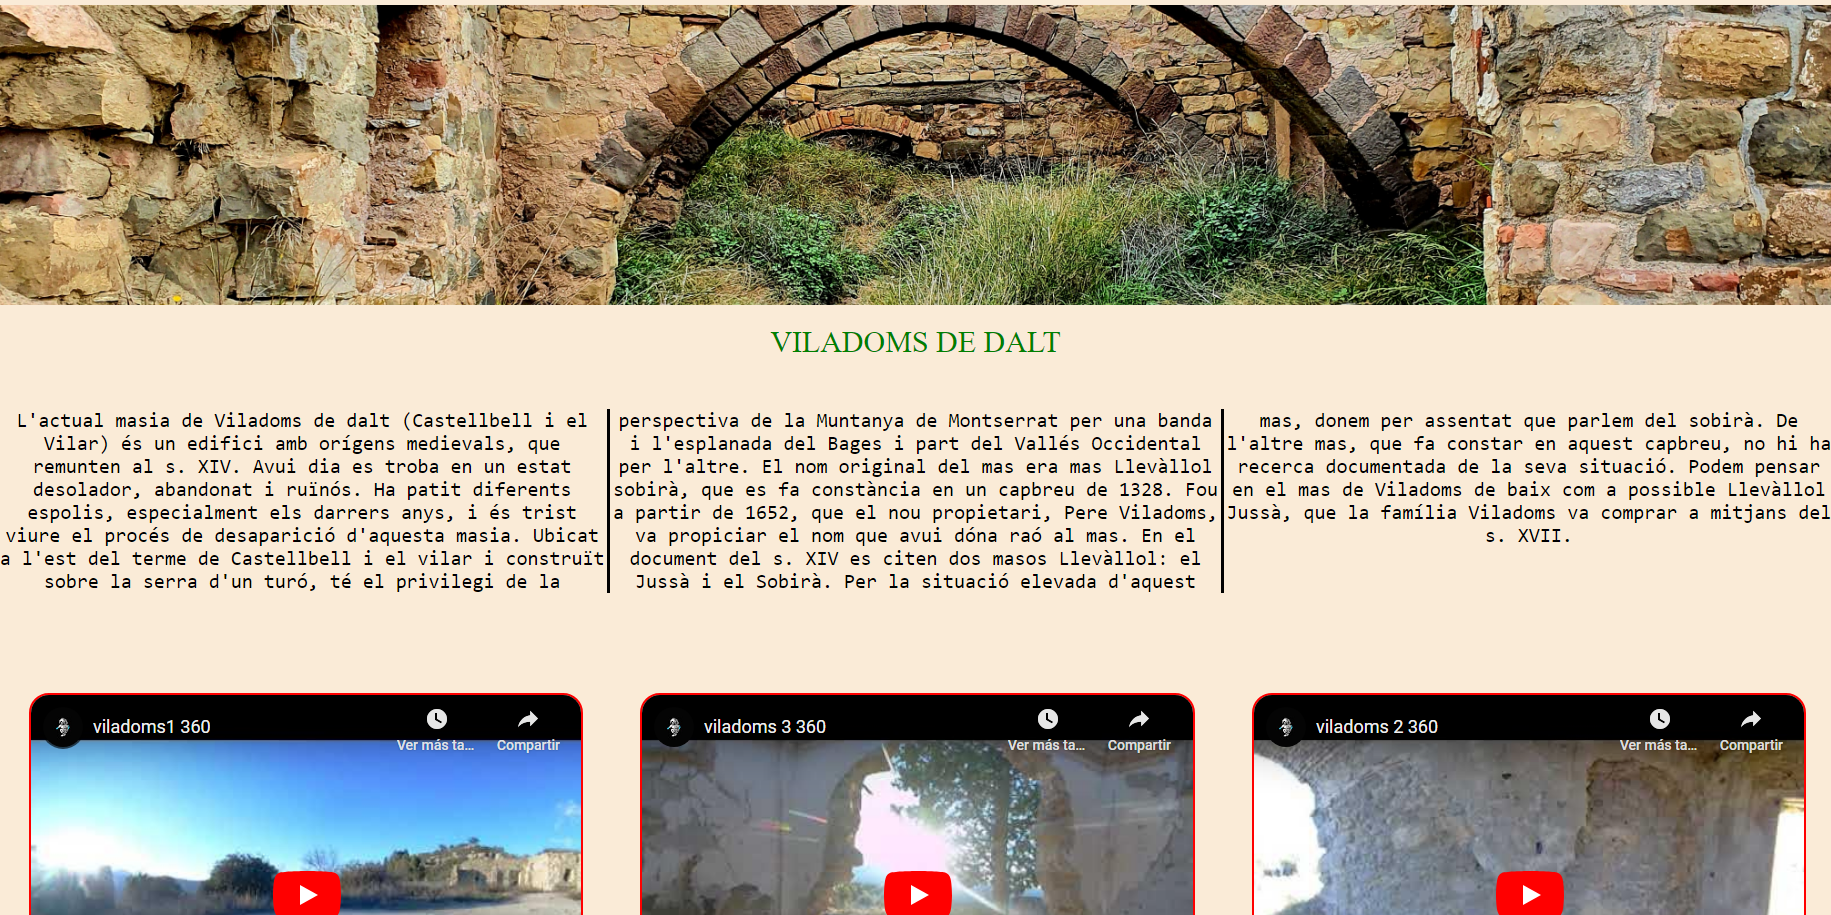 VILADOMS DE DALT
L'actual masia de Viladoms de dalt (Castellbell i el
Vilar) és un edifici amb orígens medievals, que
remunten al s. XIV. Avui dia es troba en un estat
desolador, abandonat i ruïnós. Ha patit diferents
espolis, especialment els darrers anys, i és trist
viure el procés de desaparició d'aquesta masia. Ubicat
a l'est del terme de Castellbell i el vilar i construït
sobre la serra d'un turó, té el privilegi de la
perspectiva de la Muntanya de Montserrat per una banda
i l'esplanada del Bages i part del Vallés Occidental
per l'altre. El nom original del mas era mas Llevàllol
sobirà, que es fa constància en un capbreu de 1328. Fou
a partir de 1652, que el nou propietari, Pere Viladoms,
va propiciar el nom que avui dóna raó al mas. En el
document del s. XIV es citen dos masos Llevàllol: el
Jussà i el Sobirà. Per la situació elevada d'aquest
mas, donem per assentat que parlem del sobirà. De
l'altre mas, que fa constar en aquest capbreu, no hi ha
recerca documentada de la seva situació. Podem pensar
en el mas de Viladoms de baix com a possible Llevàllol
Jussà, que la família Viladoms va comprar a mitjans del
s. XVII.
viladoms1 360
Ver más ta...
Compartir
viladoms 3 360
Ver más ta...
Compartir
viladoms 2 360
Ver más ta...
Compartir